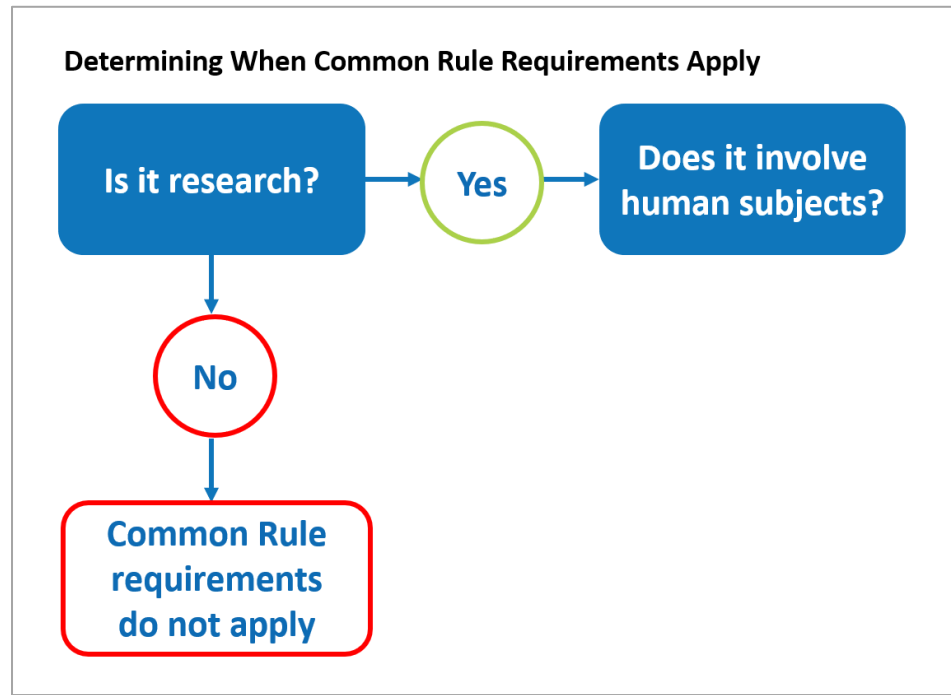 Determining When Common Rule Requirements Apply
Is it research?
Yes
Does it involve
human subjects?
No
Common Rule
requirements
do not apply